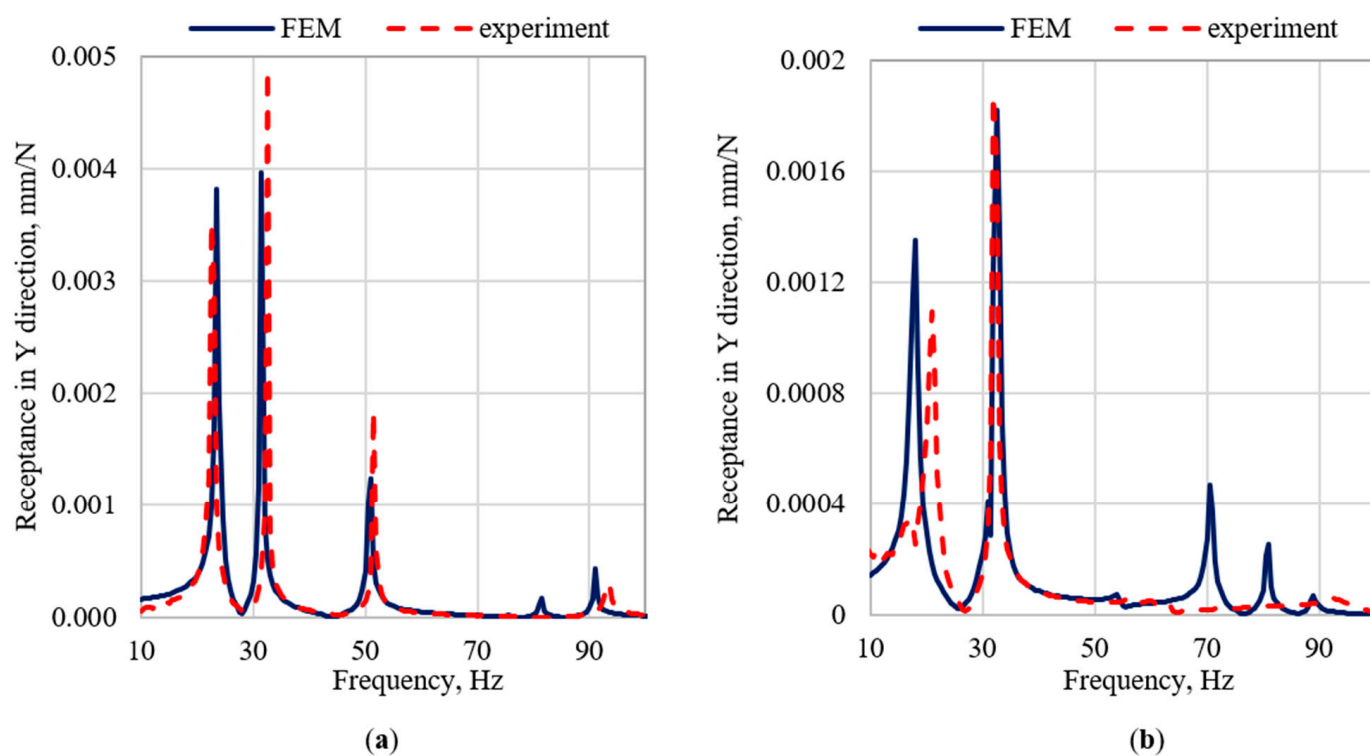 FEM experiment
0.005
0.004
0.003
0.002
0.001
0.000
Receptance in Y direction, mm/N
10 30 50 70 90
Frequency, Hz
(a)
FEM experiment
0.002
0.0016
0.0012
0.0008
0.0004
0
Receptance in Y direction, mm/N
10 30 50 70 90
Frequency, Hz
(b)